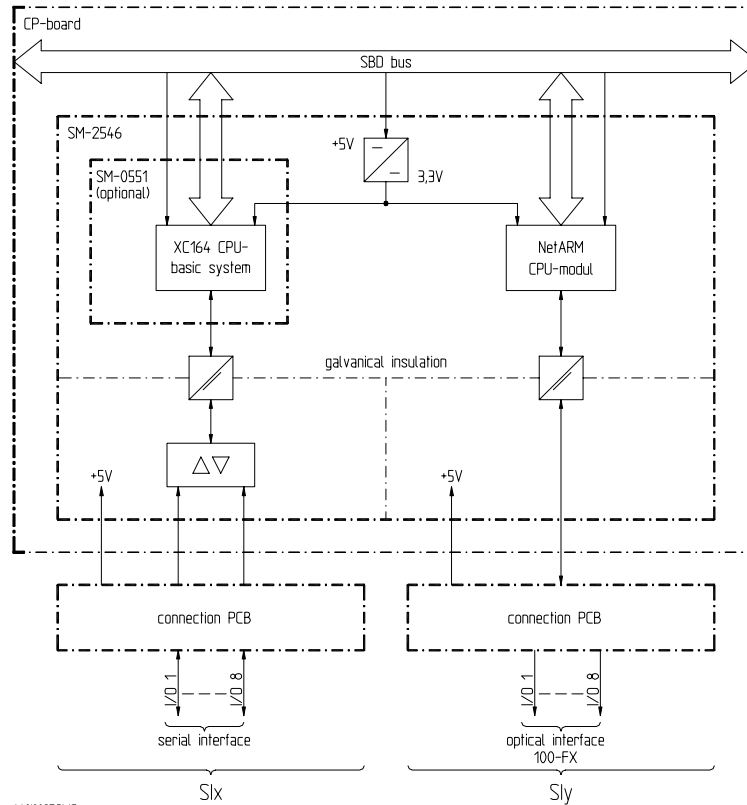 CP-board
SBD bus
SM-2546
+5V
3,3V
SM-0551
(optional)
XC164 CPU-
basic system
NetARM
CPU-modul
galvanical insulation
+5V
+5V
connection PCB
connection PCB
I/O 1
I/O 8
I/O 1
I/O 8
serial interface
optical interface
100-FX
SIx
SIy